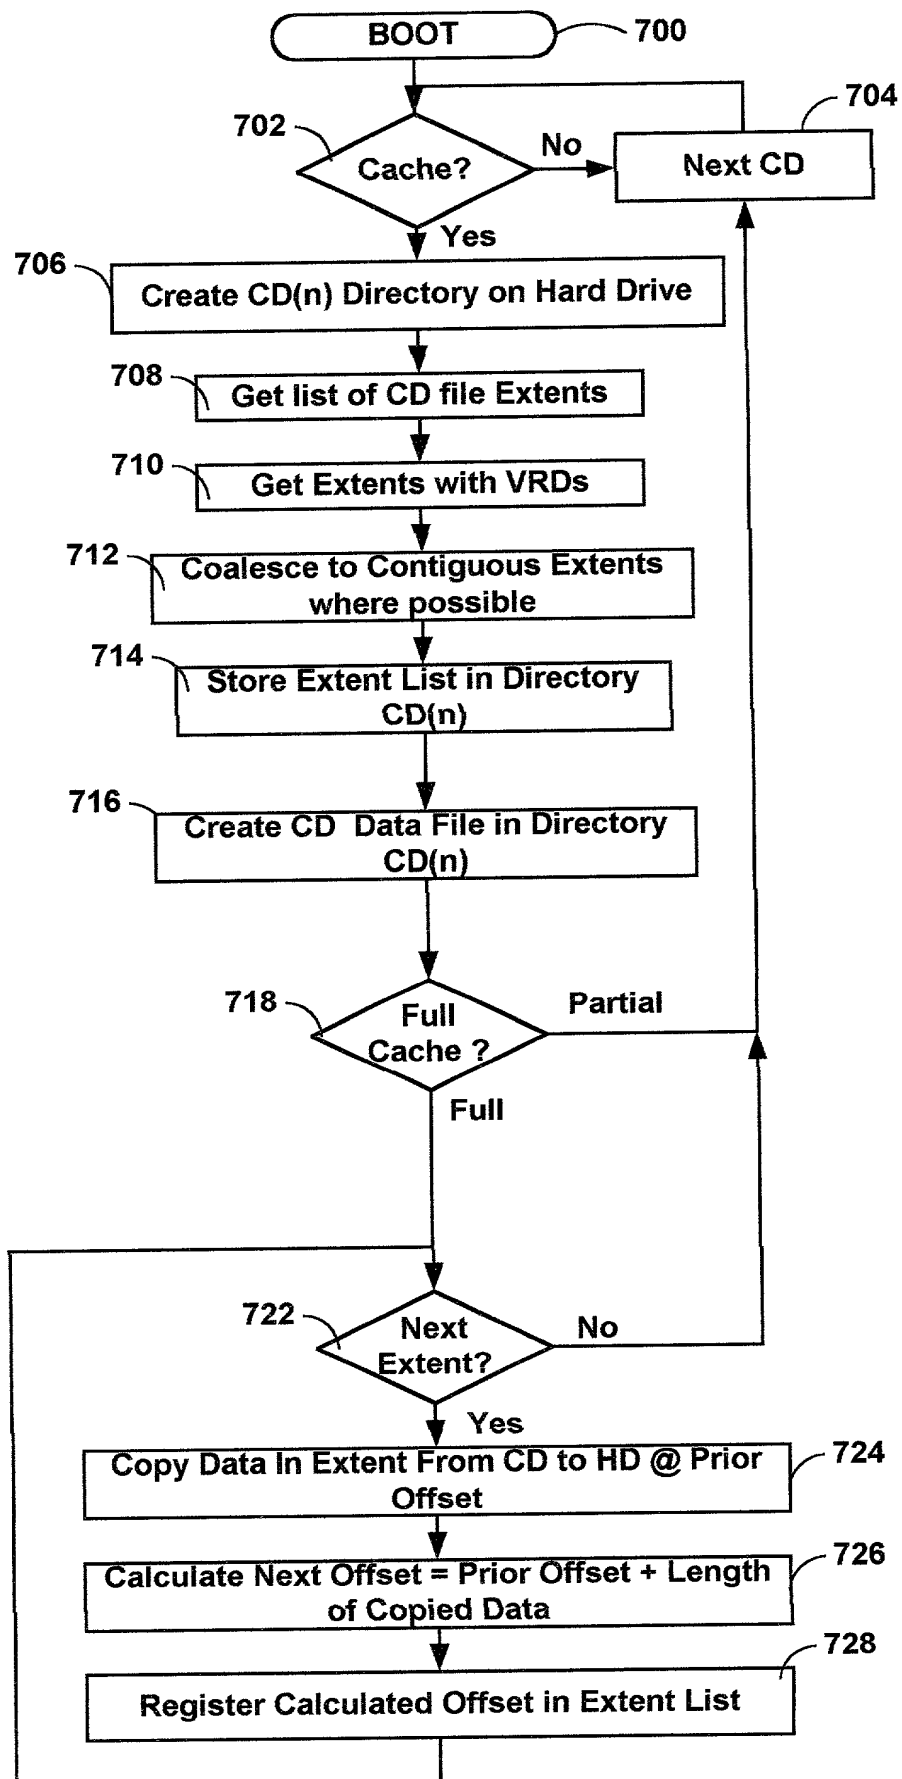 BOOT
700
704
702
Cache?
No
Next CD
Yes
706
Create CD(n) Directory on Hard Drive
708
Get list of CD file Extents
710
Get Extents with VRDs
712
Coalesce to Contiguous Extents
where possible
714
Store Extent List in Directory
CD(n)
716
Create CD Data File in Directory
CD(n)
718
Full
Cache ?
Partial
Full
722
Next
Extent?
No
Yes
Copy Data In Extent From CD to HD @ Prior
Offset
724
Calculate Next Offset = Prior Offset + Length
of Copied Data
726
728
Register Calculated Offset in Extent List